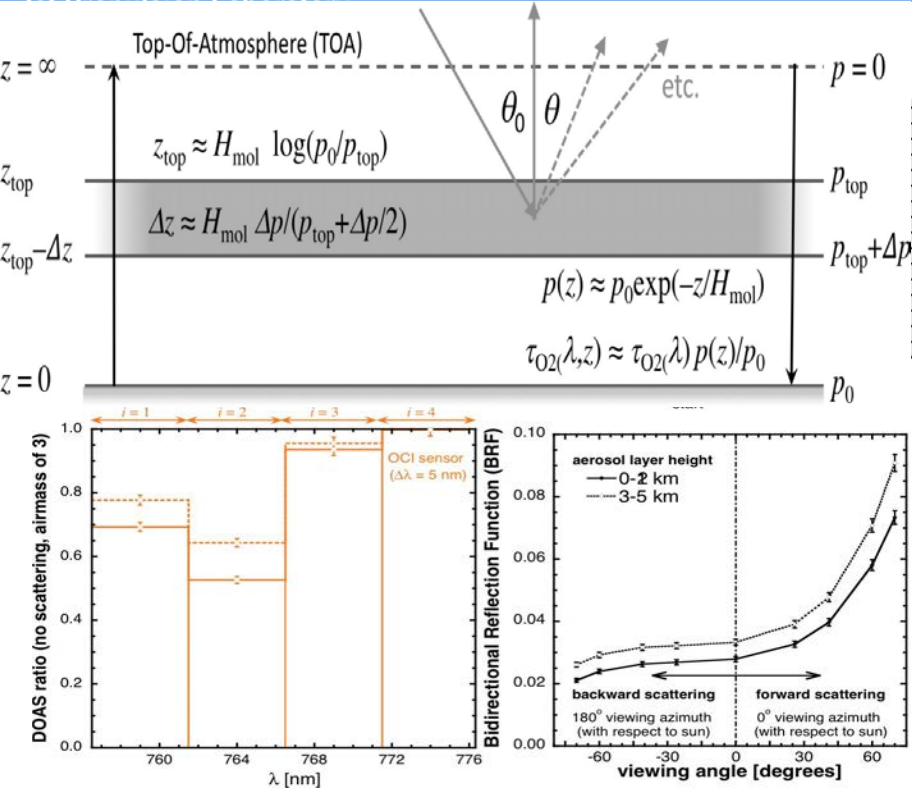 Top-Of-Atmosphere (TOA)
z = ∞
p = 0
θ₀ θ
etc.
z_top ≈ H_mol log(p₀/p_top)
z_top
p_top
Δz ≈ H_mol Δp/(p_top+Δp/2)
z_top−Δz
p_top+Δp
p(z) ≈ p₀exp(−z/H_mol)
τ_O2(λ,z) ≈ τ_O2(λ) p(z)/p₀
z = 0
p₀
i = 1 i = 2 i = 3 i = 4
DOAS ratio (no scattering, airmass of 3)
1.0
0.8
0.6
0.4
0.2
0.0
OCI sensor
(Δλ = 5 nm)
760 764 768 772 776
λ [nm]
Bidirectional Reflection Function (BRF)
0.10
0.08
0.06
0.04
0.02
0.00
aerosol layer height
0-2 km
3-5 km
backward scattering
180° viewing azimuth
(with respect to sun)
forward scattering
0° viewing azimuth
(with respect to sun)
-60 -30 0 30 60
viewing angle [degrees]